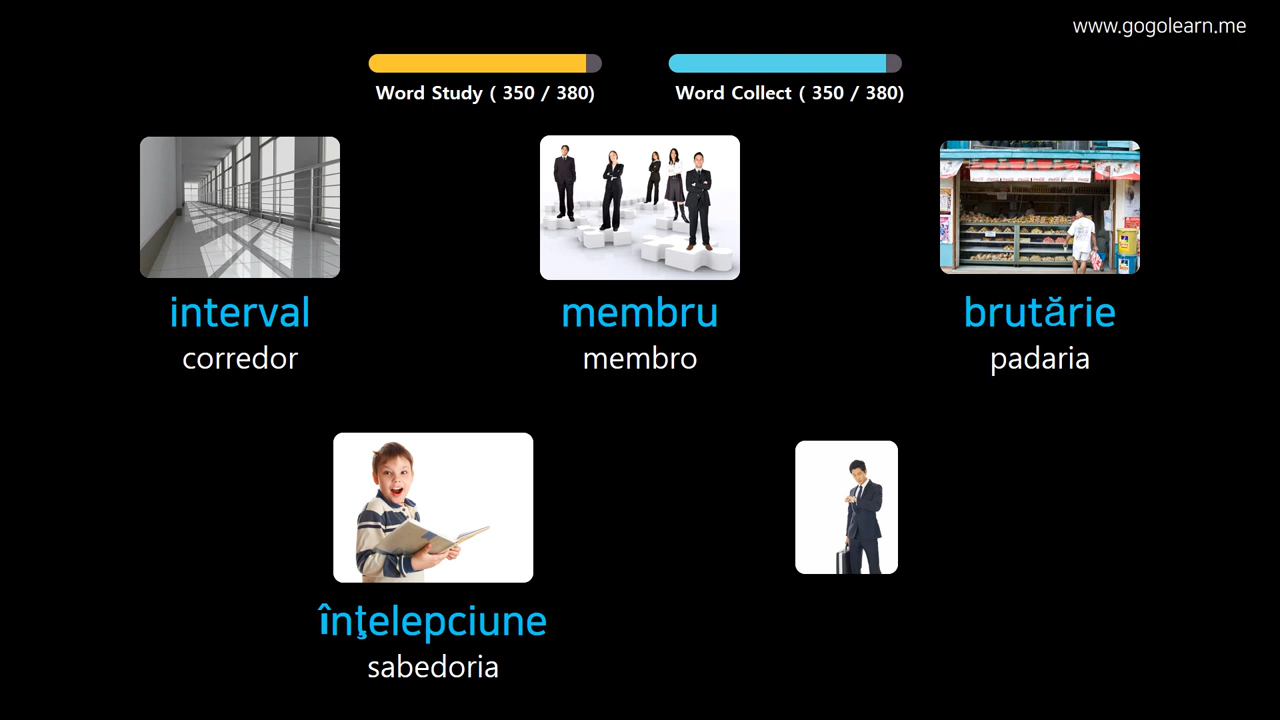 www.gogolearn.me
Word Study ( 350 / 380)
Word Collect ( 350 / 380)
interval
corredor
membru
membro
brutărie
padaria
înţelepciune
sabedoria